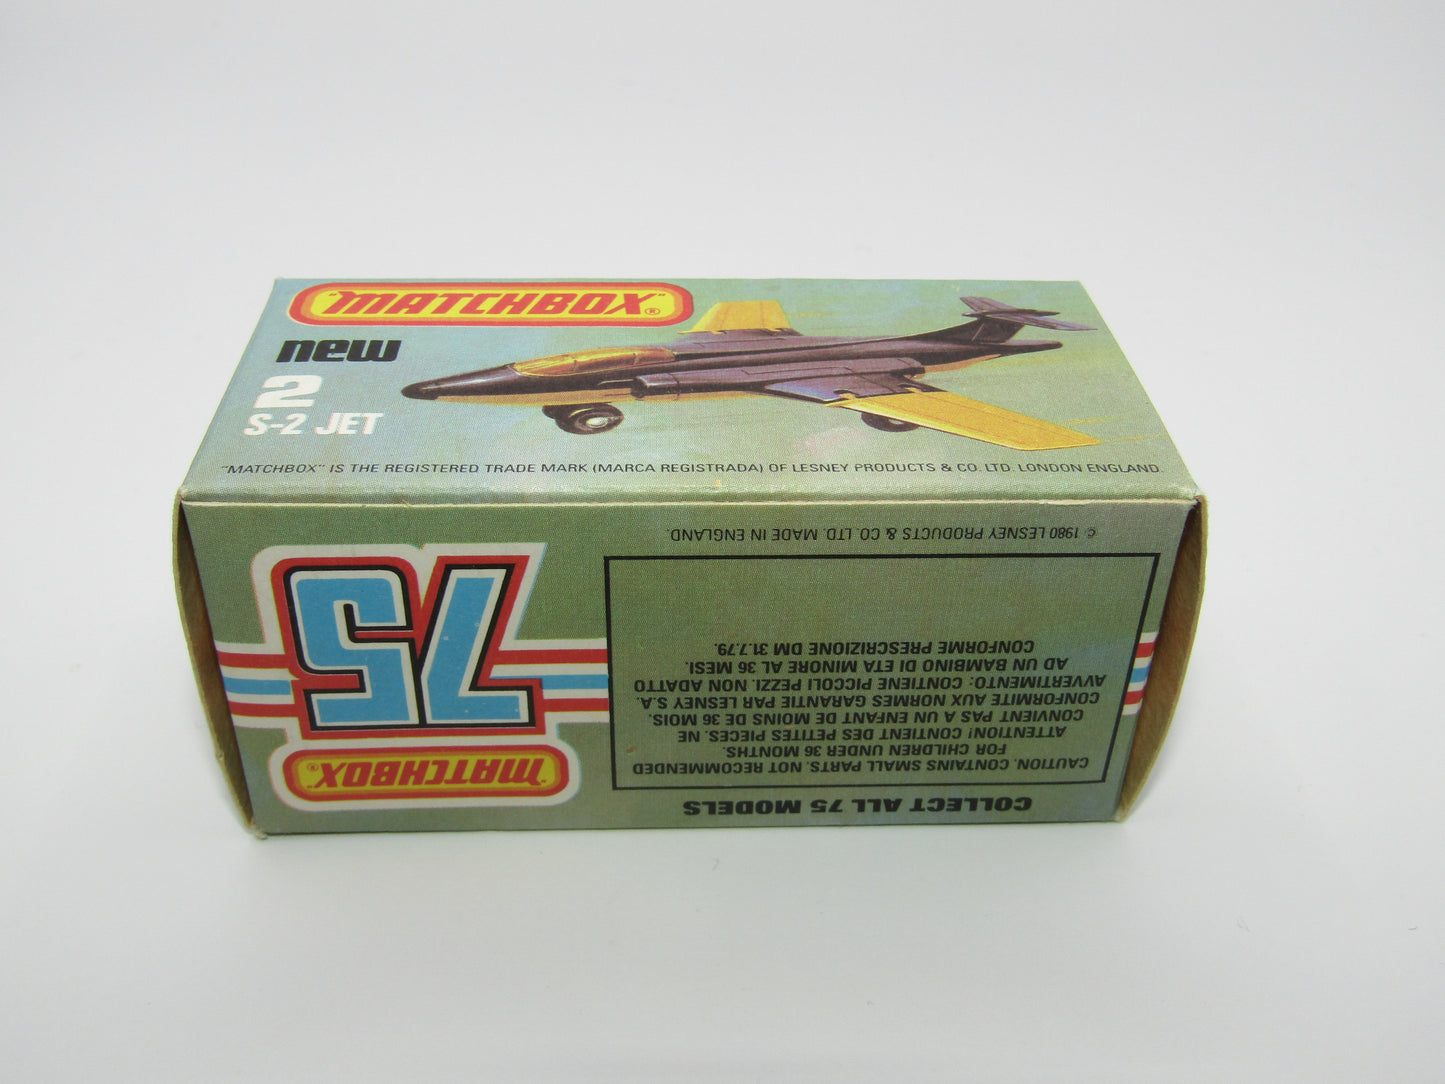 "MATCHBOX"®
new
2
S-2 JET
"MATCHBOX" IS THE REGISTERED TRADE MARK (MARCA REGISTRADA) OF LESNEY PRODUCTS & CO. LTD. LONDON ENGLAND.
COLLECT ALL 75 MODELS
"MATCHBOX"®
75
CAUTION. CONTAINS SMALL PARTS. NOT RECOMMENDED
FOR CHILDREN UNDER 36 MONTHS.
ATTENTION! CONTIENT DES PETITES PIECES. NE
CONVIENT PAS A UN ENFANT DE MOINS DE 36 MOIS.
CONFORMITE AUX NORMES GARANTIE PAR LESNEY S.A.
AVVERTIMENTO: CONTIENE PICCOLI PEZZI. NON ADATTO
AD UN BAMBINO DI ETA MINORE AL 36 MESI.
CONFORME PRESCRIZIONE DM 31.7.79.
© 1980 LESNEY PRODUCTS & CO. LTD. MADE IN ENGLAND.